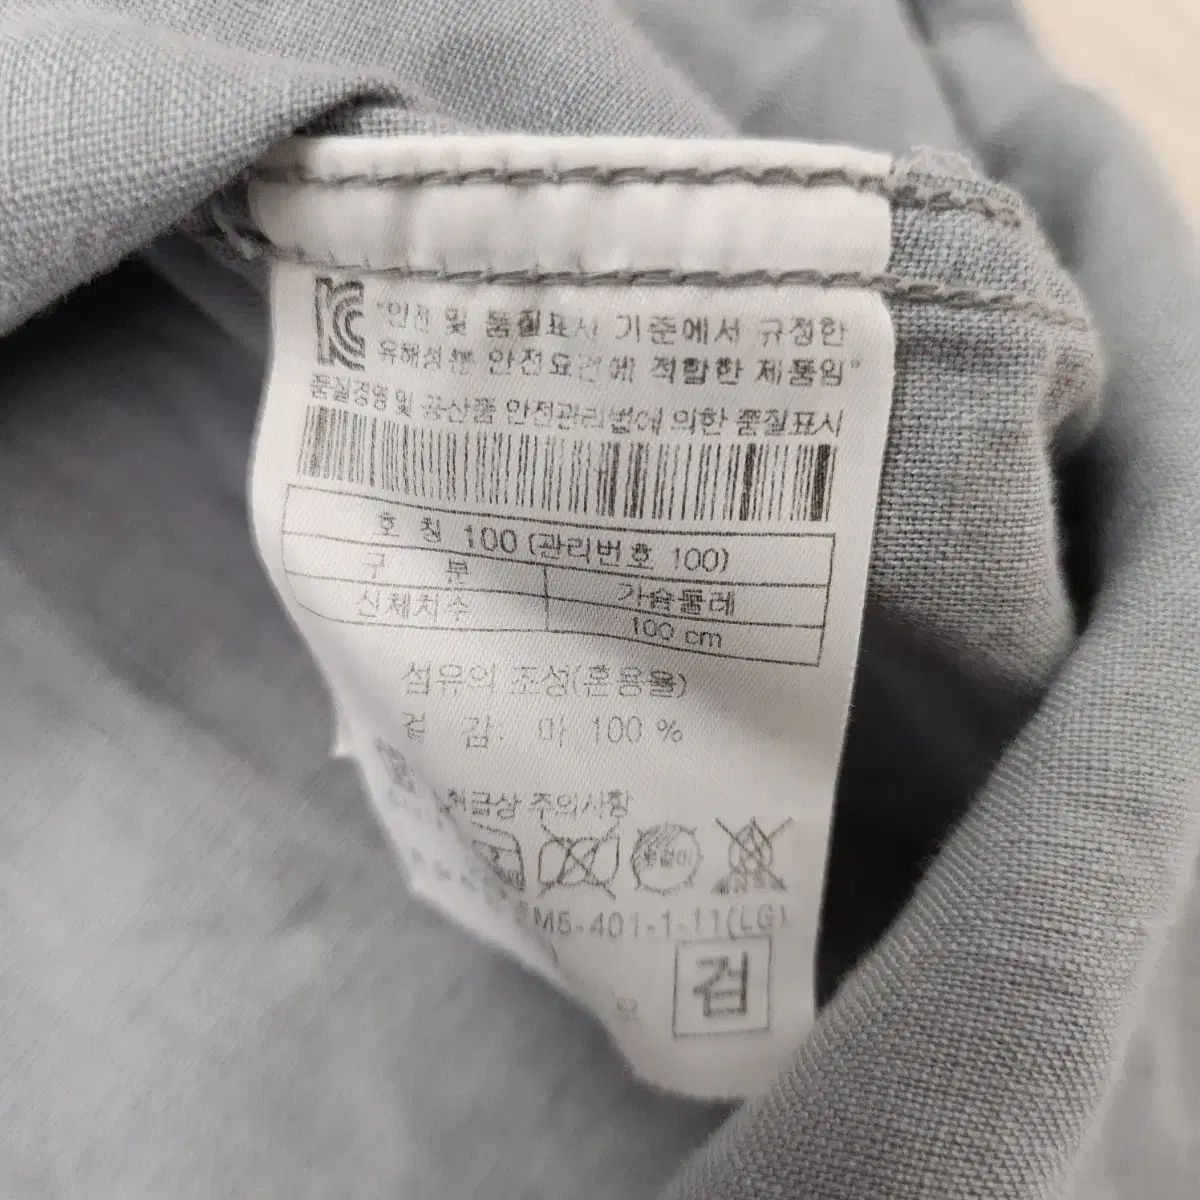 "안전 및 품질표시 기준에서 규정한
유해성분 안전요건에 적합한 제품임"
품질경영 및 공산품 안전관리법에 의한 품질표시
호 칭 100 (관리번호 100)
구 분 가슴둘레
신체치수 100 cm
섬유의 조성(혼용율)
겉 감: 마 100 %
취급상 주의사항
M5-401-1-11(LG)
검